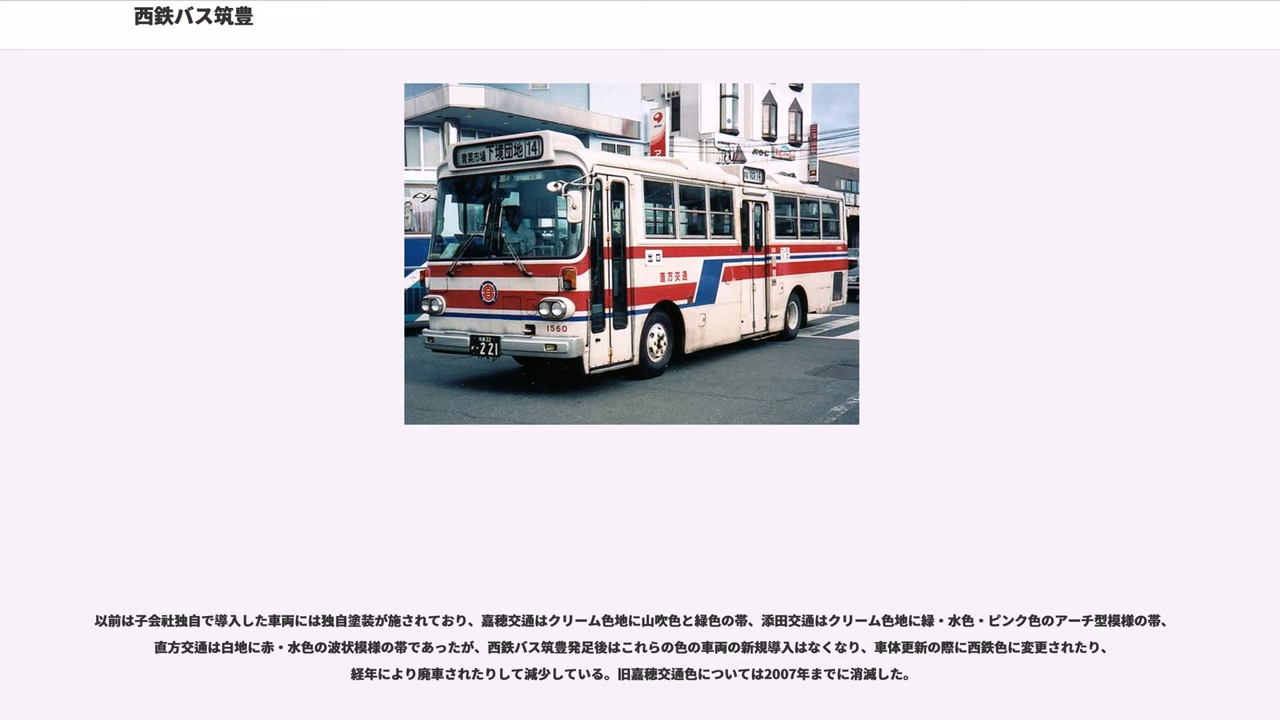 西鉄バス筑豊
青果市場 下境団地 14
出口
直方交通
1560
221
以前は子会社独自で導入した車両には独自塗装が施されており、嘉穂交通はクリーム色地に山吹色と緑色の帯、添田交通はクリーム色地に緑・水色・ピンク色のアーチ型模様の帯、
直方交通は白地に赤・水色の波状模様の帯であったが、西鉄バス筑豊発足後はこれらの色の車両の新規導入はなくなり、車体更新の際に西鉄色に変更されたり、
経年により廃車されたりして減少している。旧嘉穂交通色については2007年までに消滅した。